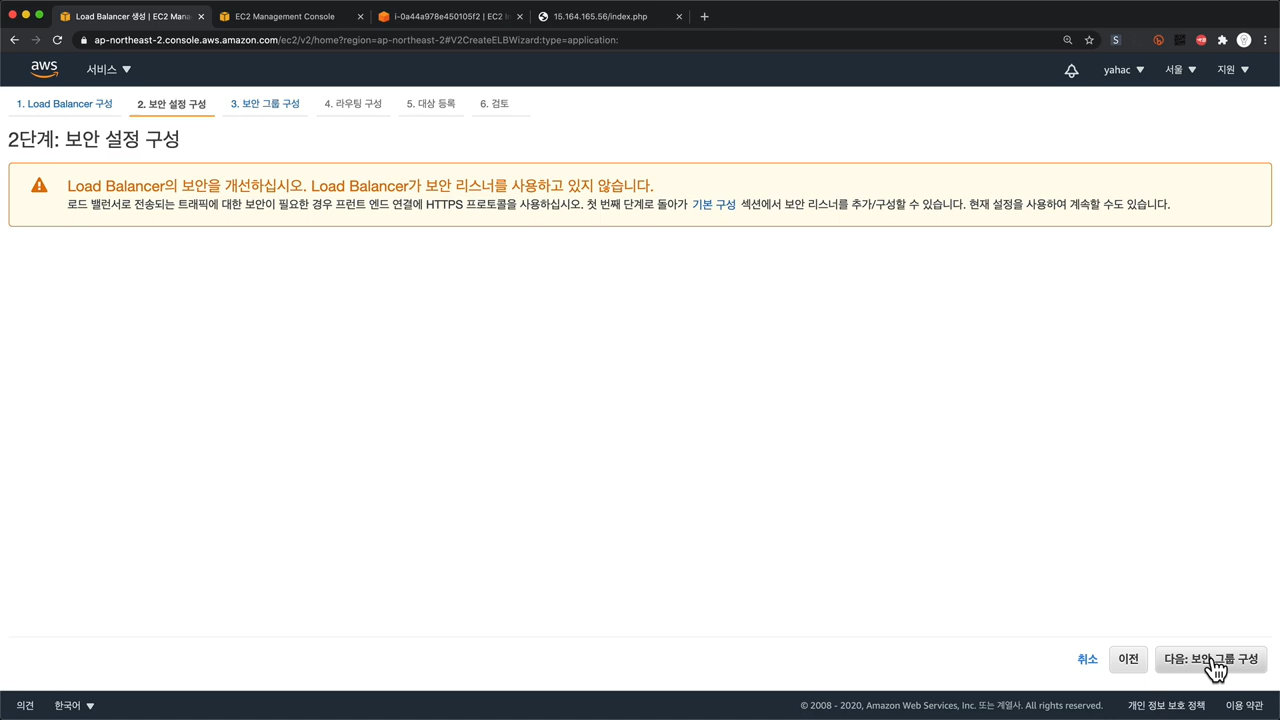 Load Balancer 생성 | EC2 Mana
EC2 Management Console
i-0a44a978e450105f2 | EC2 In
15.164.165.56/index.php
ap-northeast-2.console.aws.amazon.com/ec2/v2/home?region=ap-northeast-2#V2CreateELBWizard:type=application:
aws
서비스
yahac
서울
지원
1. Load Balancer 구성
2. 보안 설정 구성
3. 보안 그룹 구성
4. 라우팅 구성
5. 대상 등록
6. 검토
2단계: 보안 설정 구성
Load Balancer의 보안을 개선하십시오. Load Balancer가 보안 리스너를 사용하고 있지 않습니다.
로드 밸런서로 전송되는 트래픽에 대한 보안이 필요한 경우 프런트 엔드 연결에 HTTPS 프로토콜을 사용하십시오. 첫 번째 단계로 돌아가 기본 구성 섹션에서 보안 리스너를 추가/구성할 수 있습니다. 현재 설정을 사용하여 계속할 수도 있습니다.
취소
이전
다음: 보안 그룹 구성
의견
한국어
© 2008 - 2020, Amazon Web Services, Inc. 또는 계열사. All rights reserved.
개인 정보 보호 정책
이용 약관